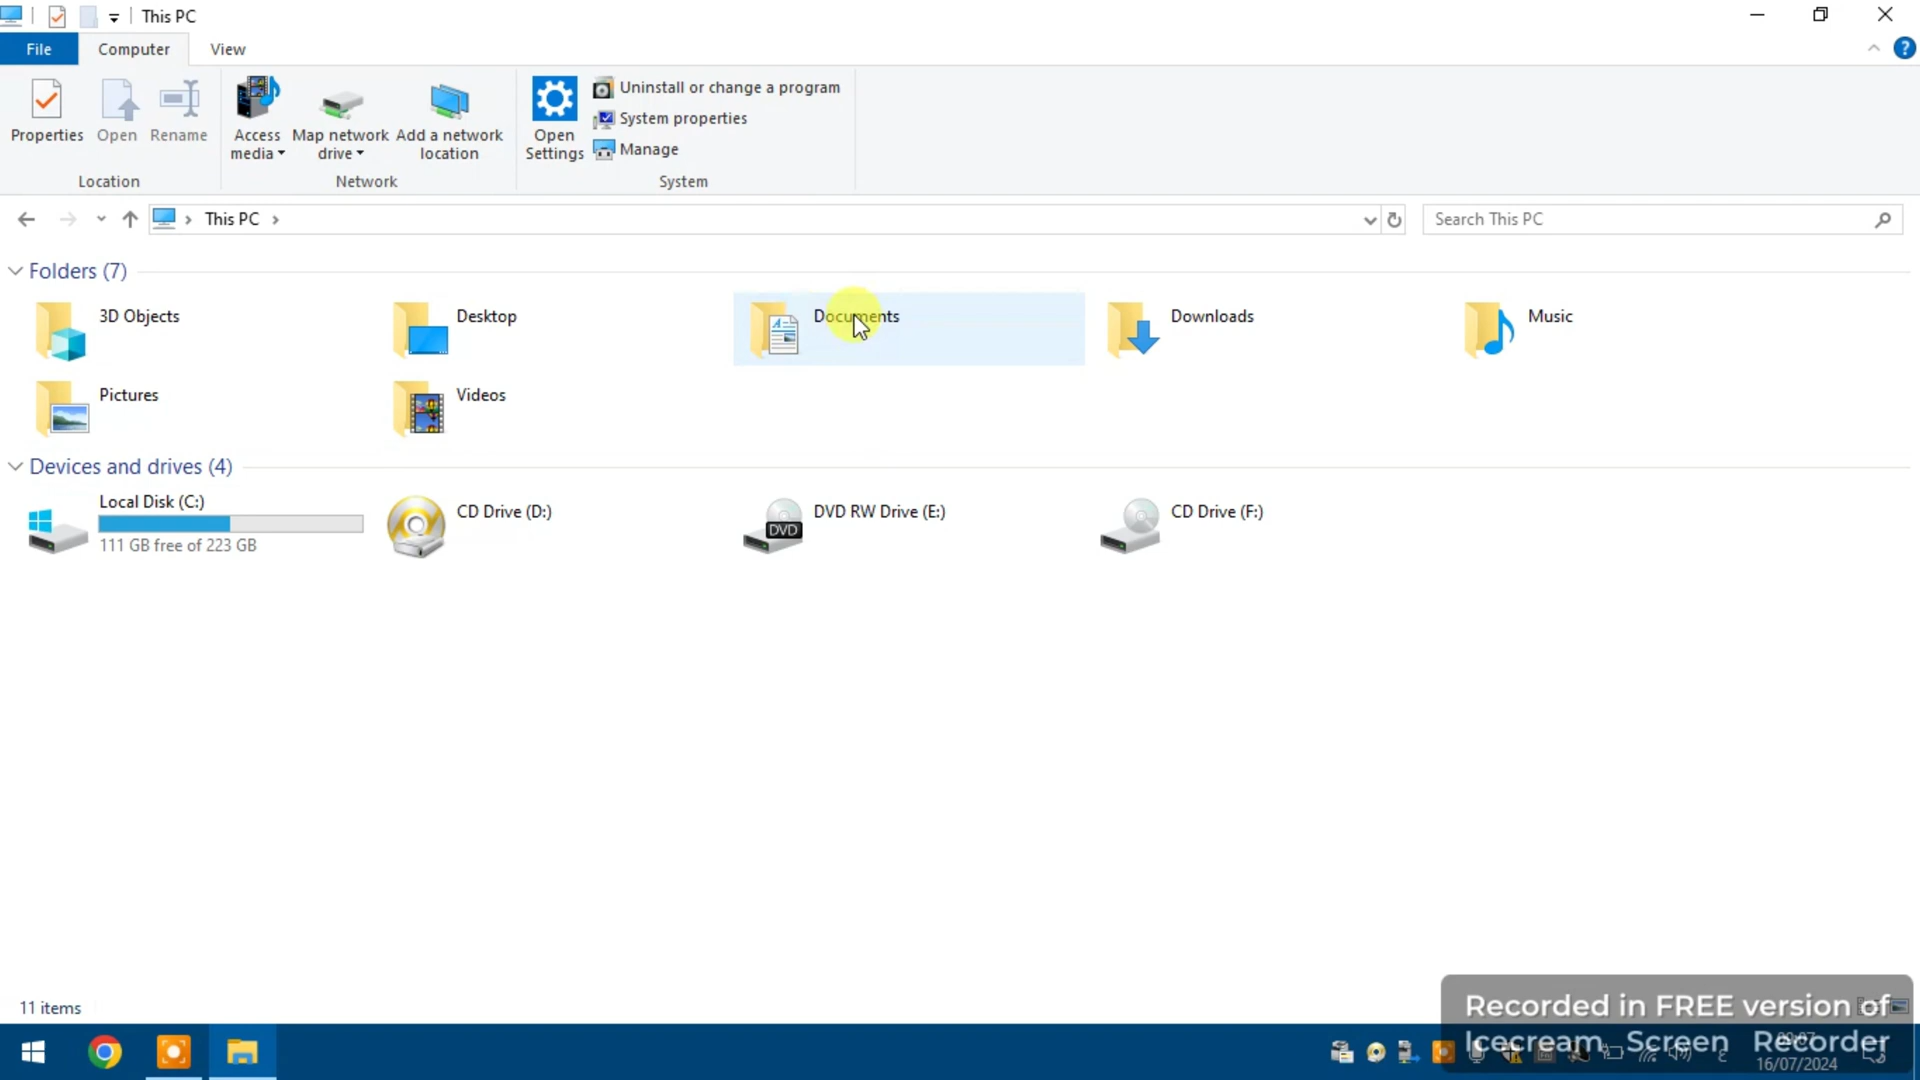 This PC
File
Computer
View
Properties
Open
Rename
Access
media
Map network
drive
Add a network
location
Open
Settings
Uninstall or change a program
System properties
Manage
Location
Network
System
This PC
Search This PC
Folders (7)
3D Objects
Desktop
Documents
Downloads
Music
Pictures
Videos
Devices and drives (4)
Local Disk (C:)
111 GB free of 223 GB
CD Drive (D:)
DVD RW Drive (E:)
DVD
CD Drive (F:)
11 items
Recorded in FREE version of
Icecream Screen Recorder
16/07/2024